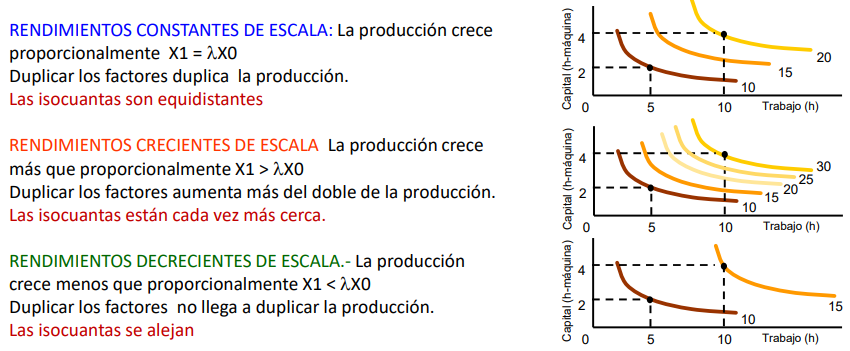 RENDIMIENTOS CONSTANTES DE ESCALA: La producción crece
proporcionalmente X1 = λX0
Duplicar los factores duplica la producción.
Las isocuantas son equidistantes
Capital (h-máquina)
4
2
0
5
10
Trabajo (h)
10
15
20
RENDIMIENTOS CRECIENTES DE ESCALA La producción crece
más que proporcionalmente X1 > λX0
Duplicar los factores aumenta más del doble de la producción.
Las isocuantas están cada vez más cerca.
Capital (h-máquina)
4
2
0
5
10
Trabajo (h)
10
15
20
25
30
RENDIMIENTOS DECRECIENTES DE ESCALA.- La producción
crece menos que proporcionalmente X1 < λX0
Duplicar los factores no llega a duplicar la producción.
Las isocuantas se alejan
Capital (h-máquina)
4
2
0
5
10
Trabajo (h)
10
15